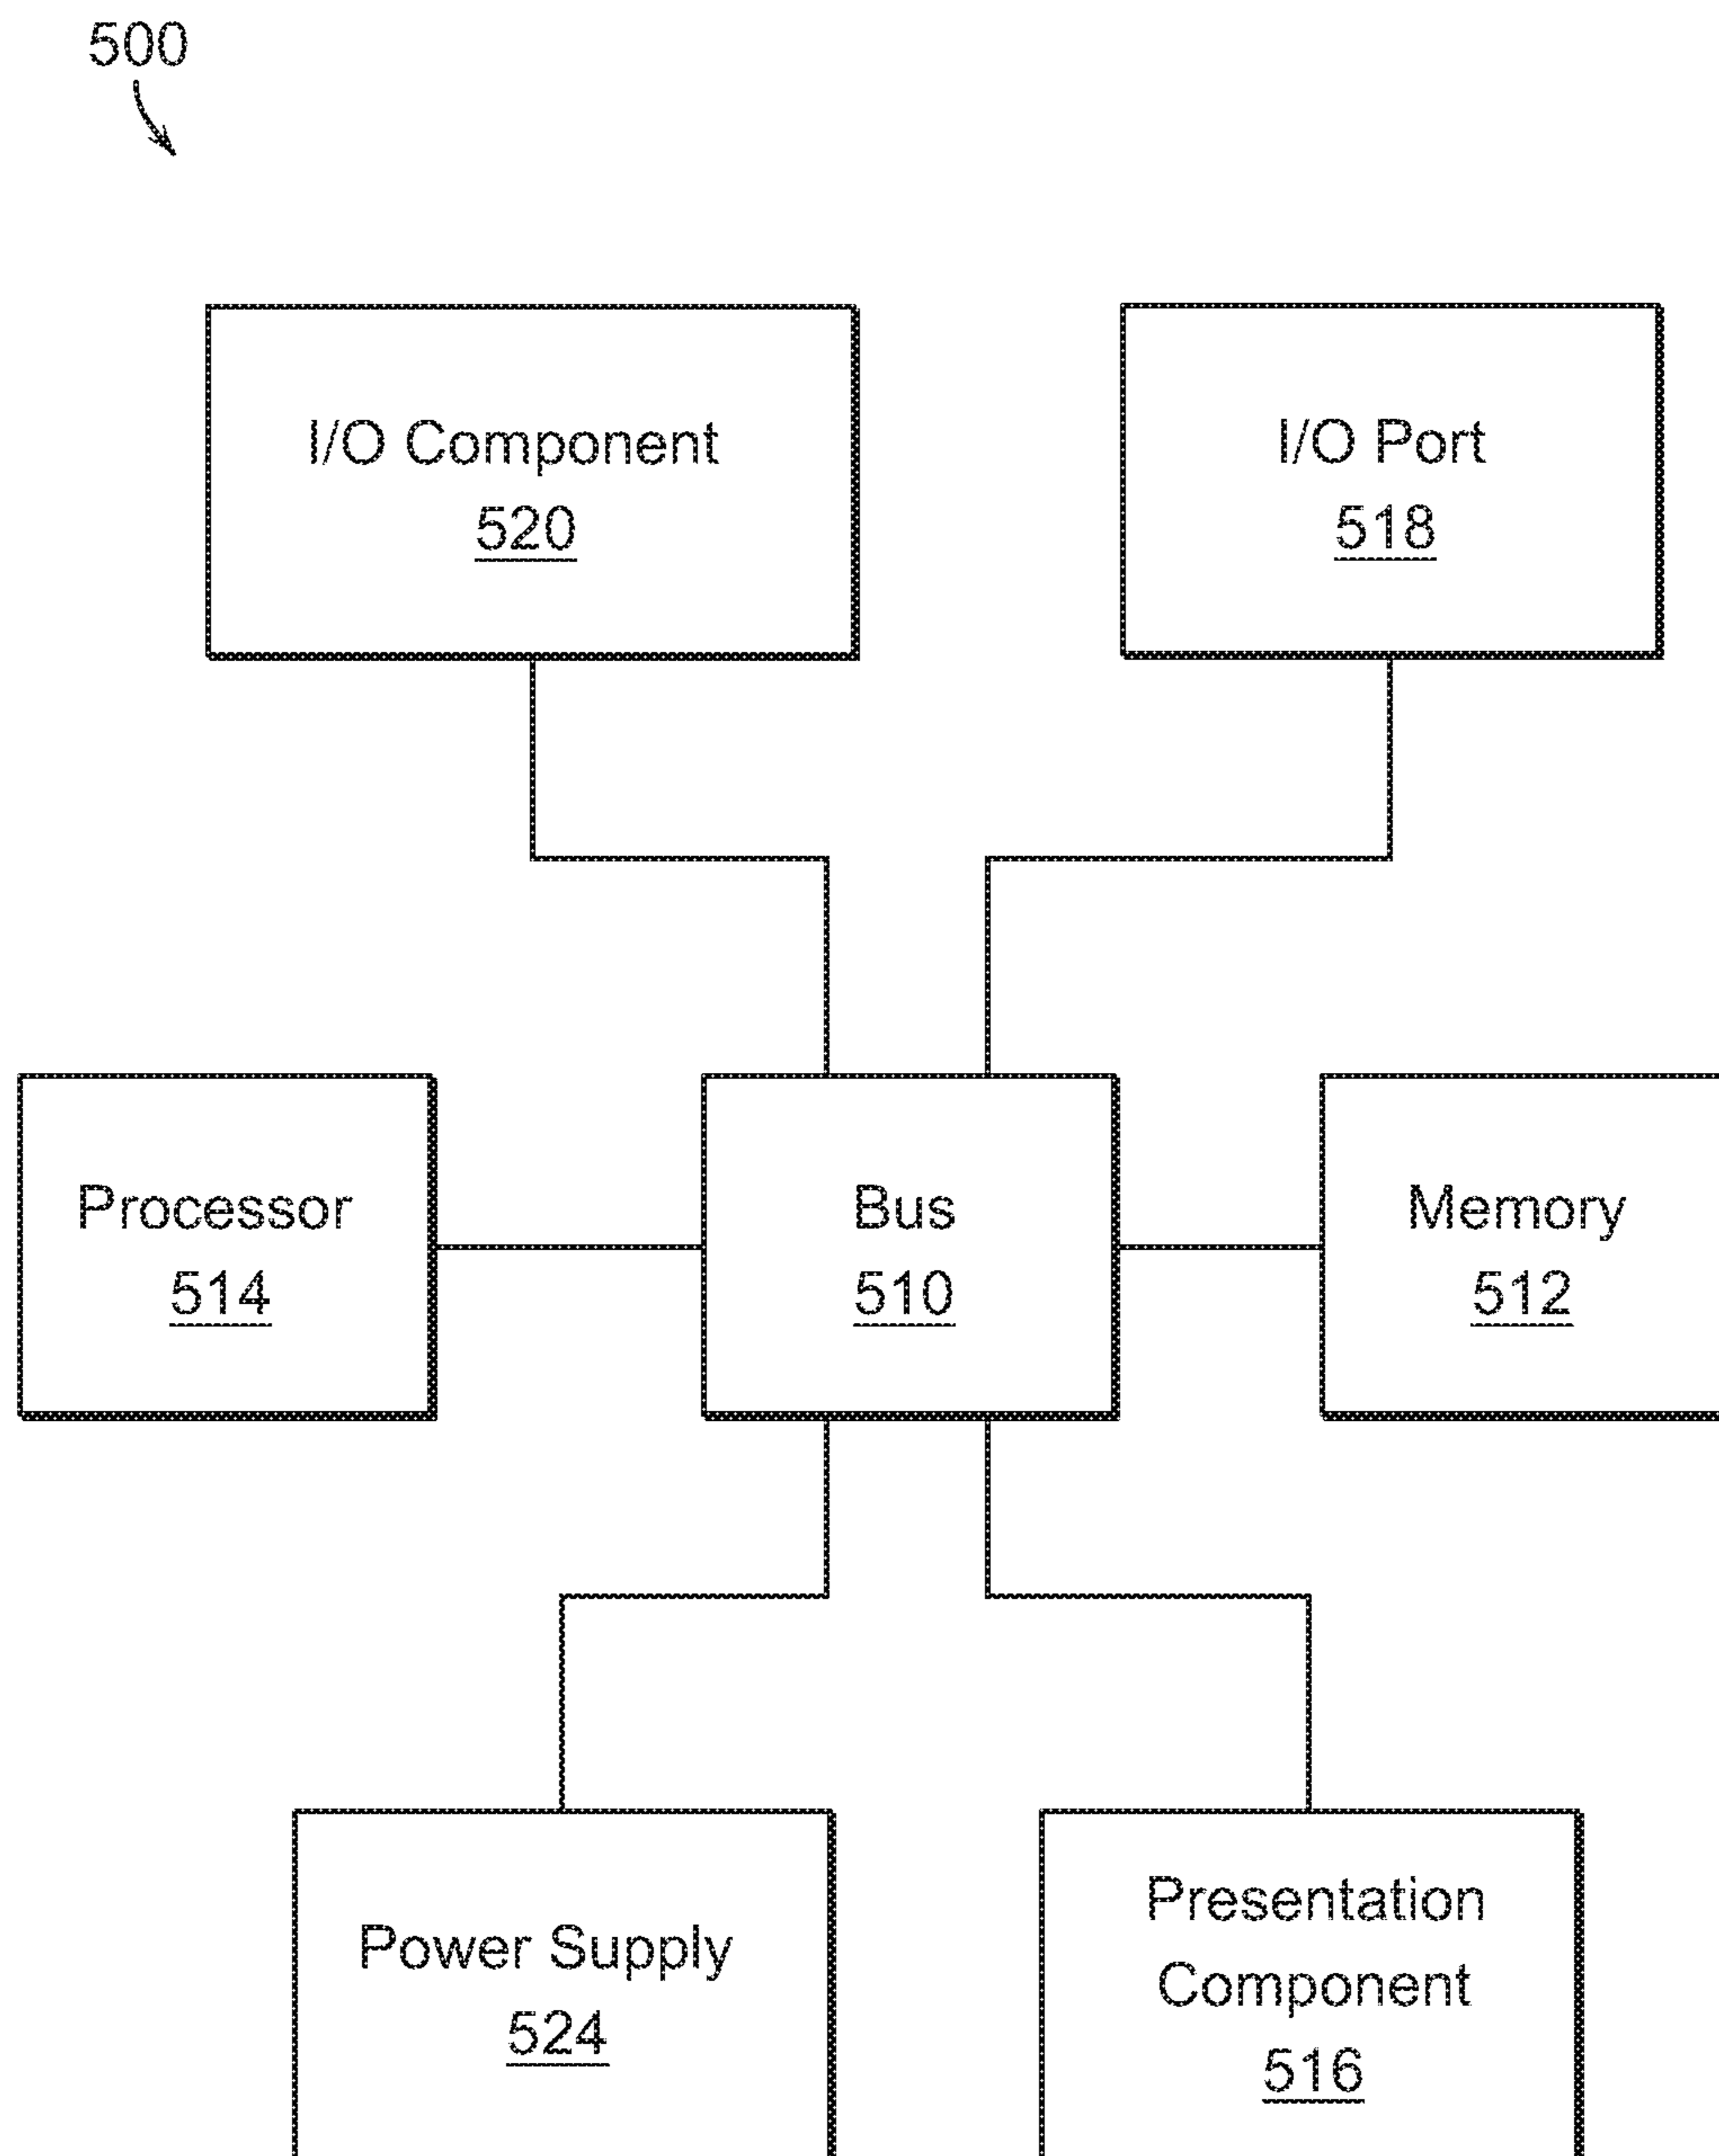 500
I/O Component
520
I/O Port
518
Processor
514
Bus
510
Memory
512
Power Supply
524
Presentation
Component
516